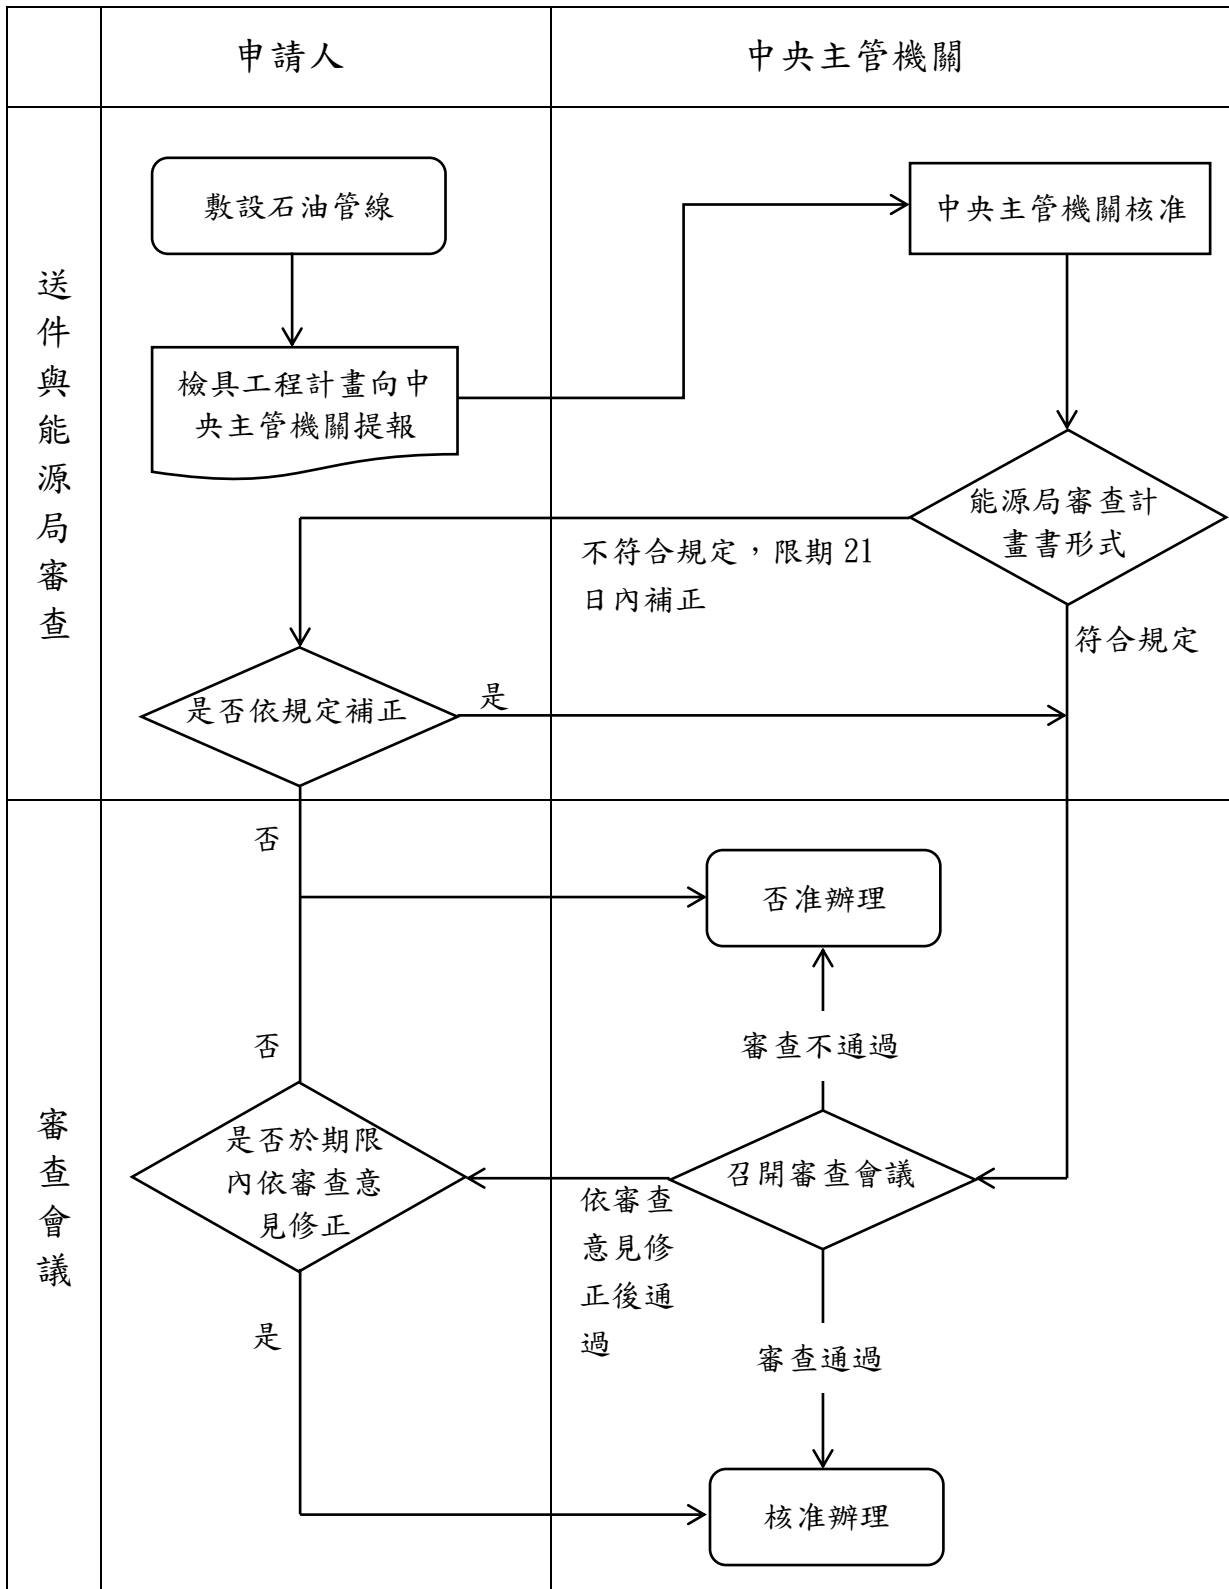 申請人
中央主管機關
送件與能源局審查
敷設石油管線
中央主管機關核准
檢具工程計畫向中
央主管機關提報
能源局審查計
畫書形式
不符合規定，限期 21
日內補正
符合規定
是否依規定補正
是
審查會議
否
否准辦理
否
審查不通過
是否於期限
內依審查意
見修正
召開審查會議
依審查
意見修
正後通
過
是
審查通過
核准辦理